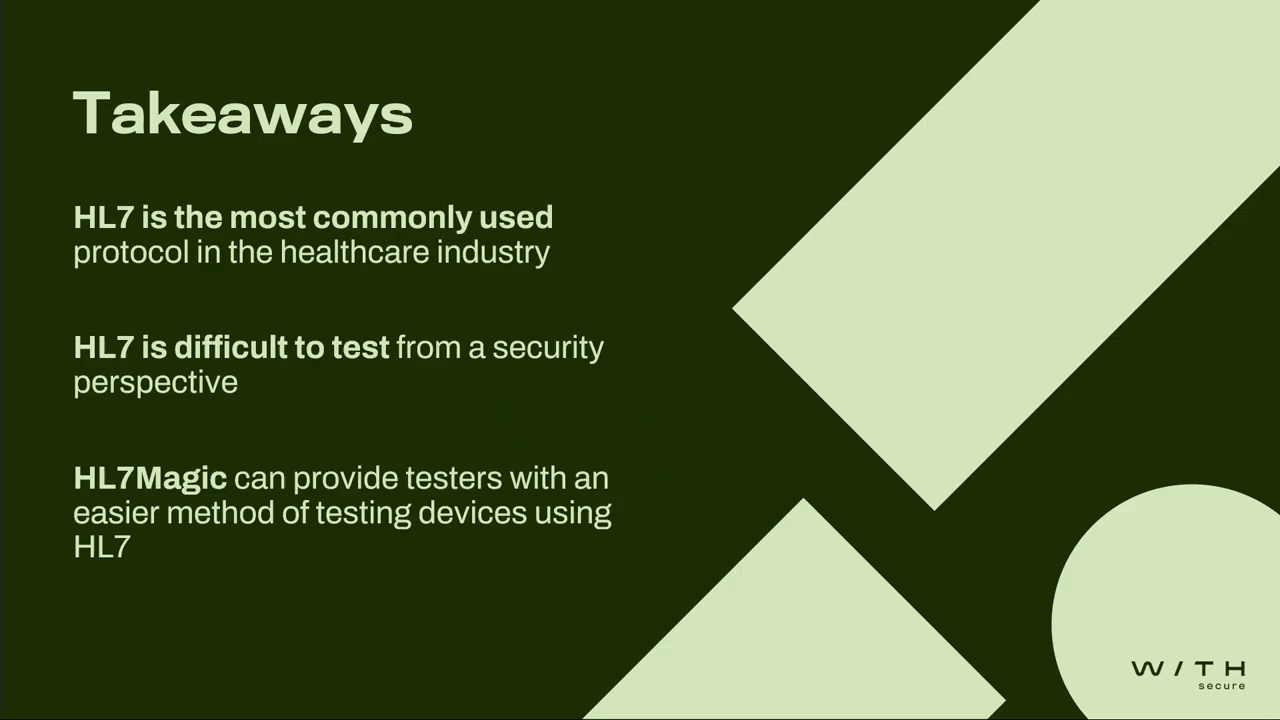 Takeaways
HL7 is the most commonly used
protocol in the healthcare industry
HL7 is difficult to test from a security
perspective
HL7Magic can provide testers with an
easier method of testing devices using
HL7
W / T H
secure